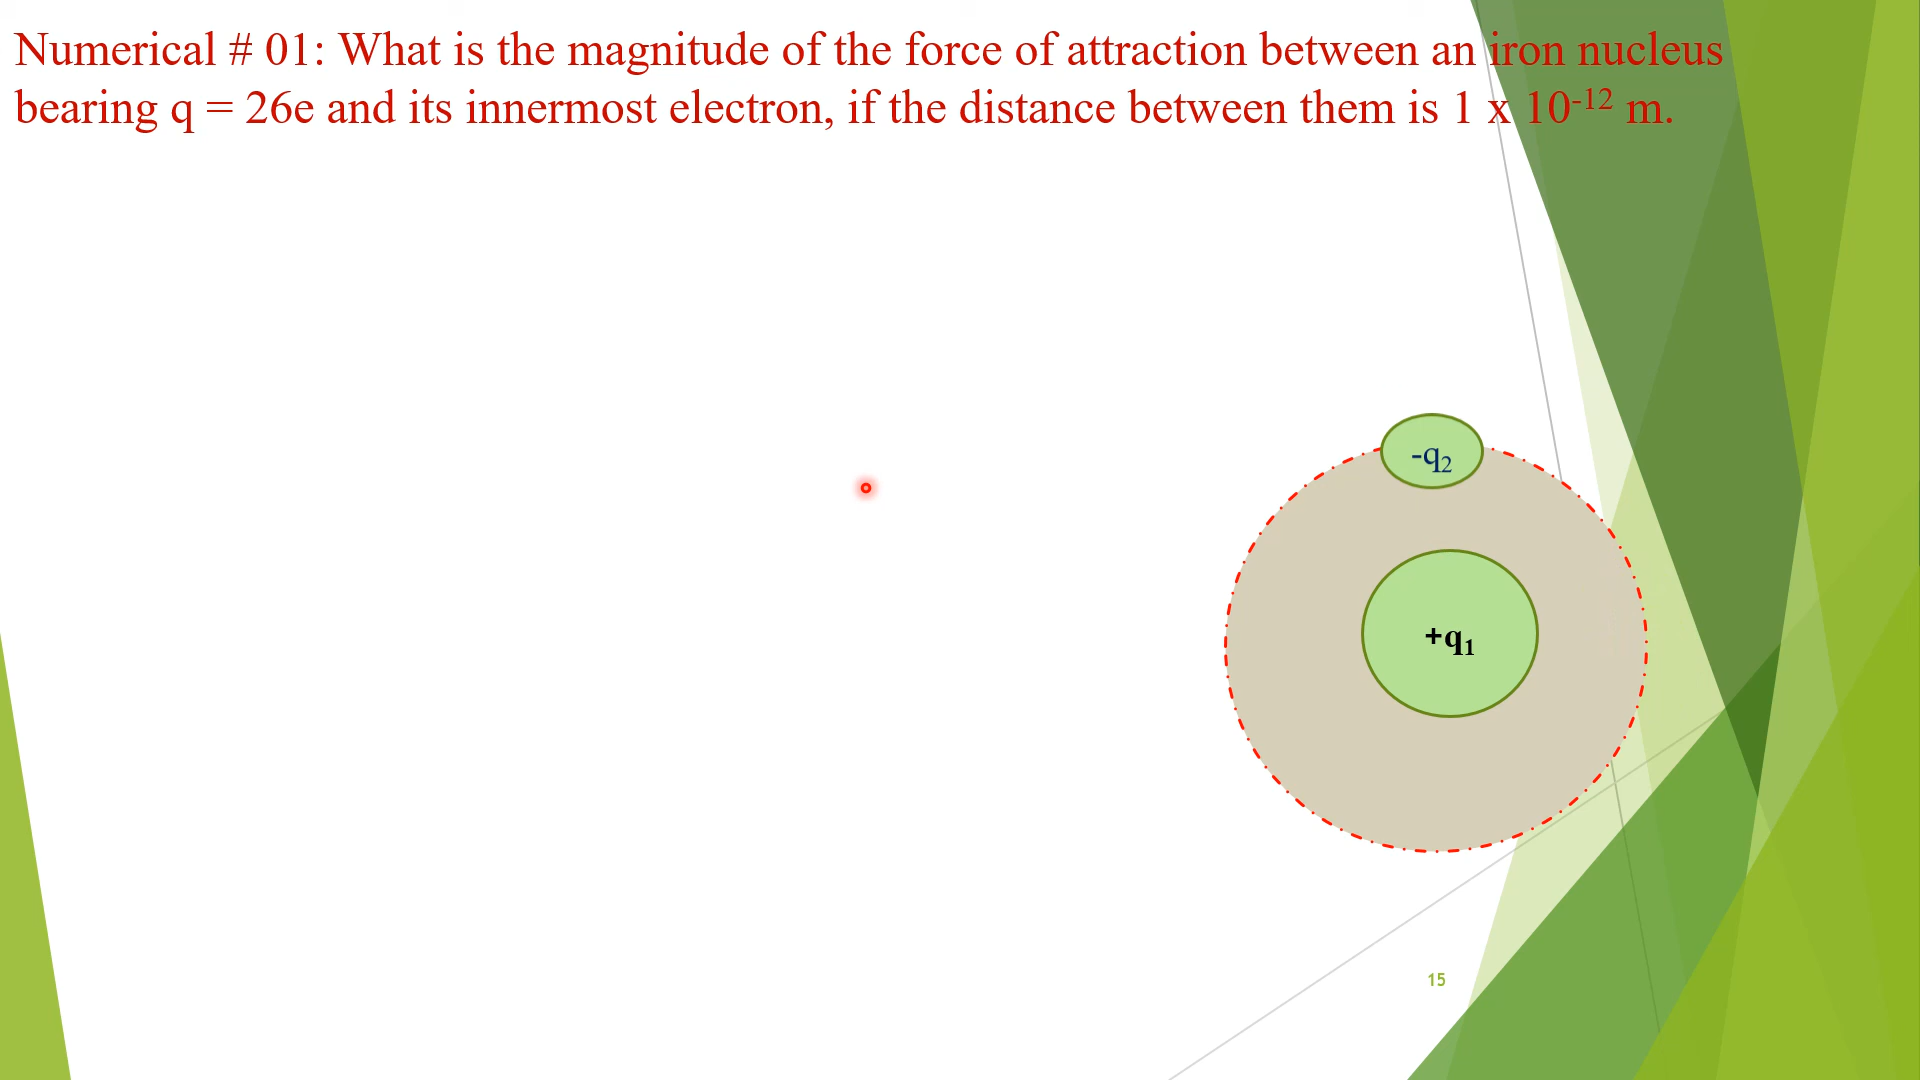 Numerical # 01: What is the magnitude of the force of attraction between an iron nucleus
bearing q = 26e and its innermost electron, if the distance between them is 1 x 10⁻¹² m.
-q₂
+q₁
15